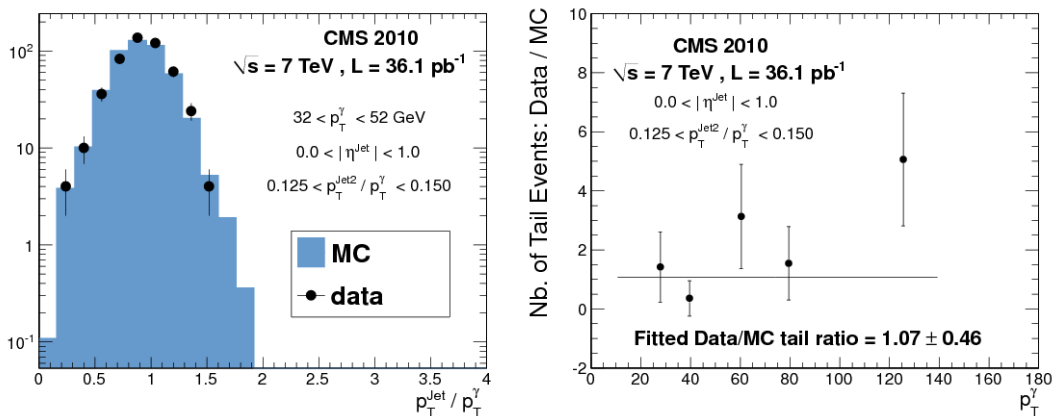 10²
10
1
10⁻¹
0 0.5 1 1.5 2 2.5 3 3.5 4
p_T^Jet / p_T^γ
CMS 2010
√s = 7 TeV , L = 36.1 pb⁻¹
32 < p_T^γ < 52 GeV
0.0 < | η^Jet | < 1.0
0.125 < p_T^Jet2 / p_T^γ < 0.150
MC
data
Nb. of Tail Events: Data / MC
10
8
6
4
2
0
-2
0 20 40 60 80 100 120 140 160 180
p_T^γ
CMS 2010
√s = 7 TeV , L = 36.1 pb⁻¹
0.0 < | η^Jet | < 1.0
0.125 < p_T^Jet2 / p_T^γ < 0.150
Fitted Data/MC tail ratio = 1.07 ± 0.46